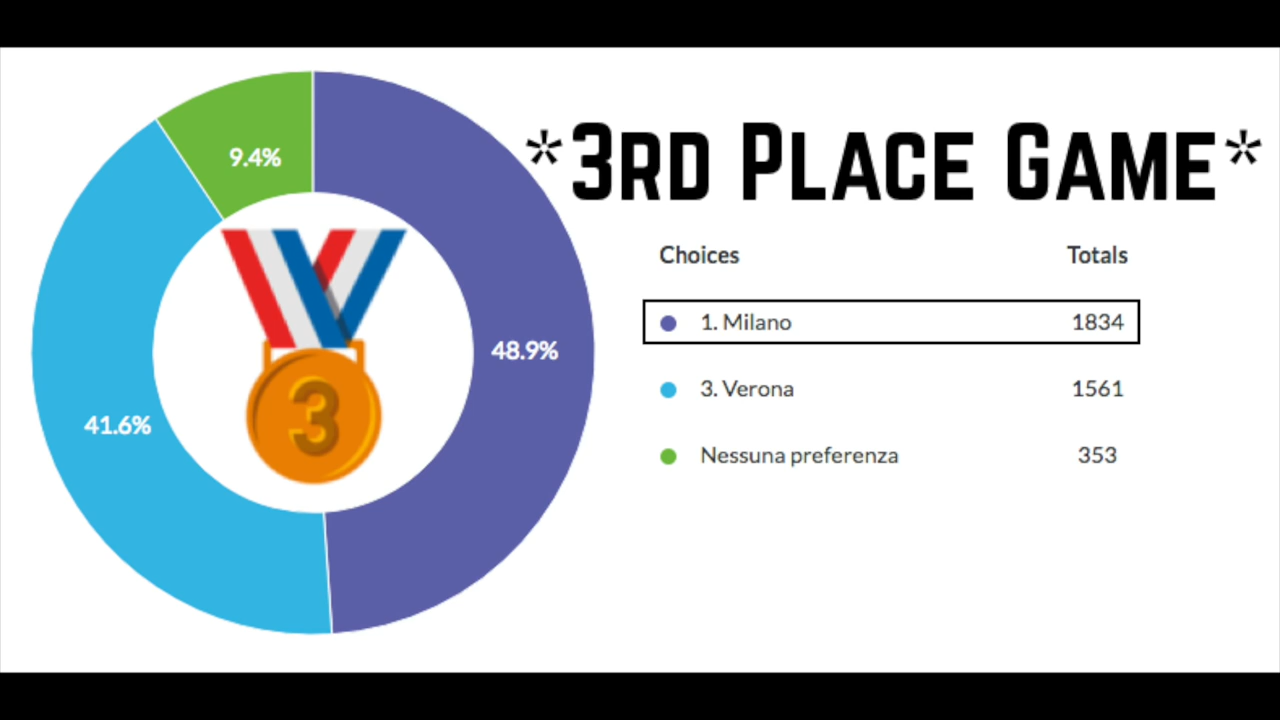 *3RD PLACE GAME*
Choices Totals
1. Milano 1834
3. Verona 1561
Nessuna preferenza 353
9.4%
48.9%
41.6%
3